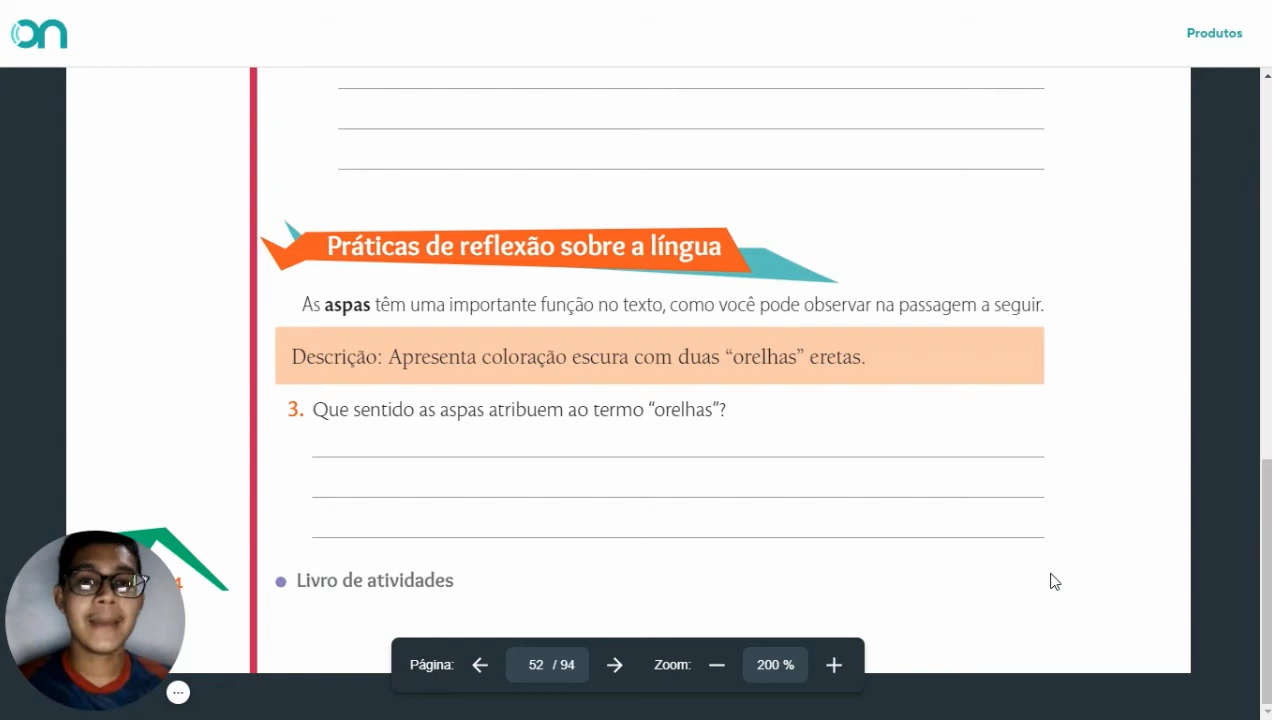 on
Produtos
Práticas de reflexão sobre a língua
As aspas têm uma importante função no texto, como você pode observar na passagem a seguir.
Descrição: Apresenta coloração escura com duas “orelhas” eretas.
3. Que sentido as aspas atribuem ao termo “orelhas”?
4
Livro de atividades
Página: 52 / 94 Zoom: 200 %